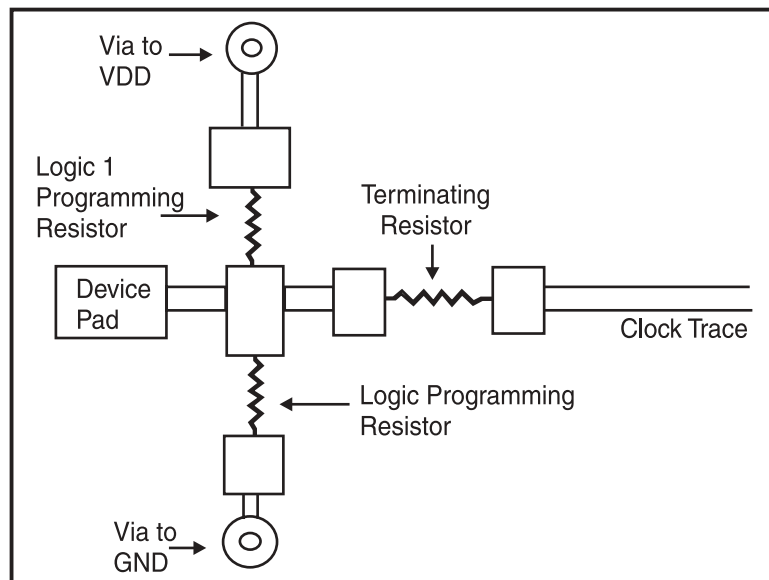 Via to
VDD
Logic 1
Programming
Resistor
Terminating
Resistor
Device
Pad
Clock Trace
Logic Programming
Resistor
Via to
GND